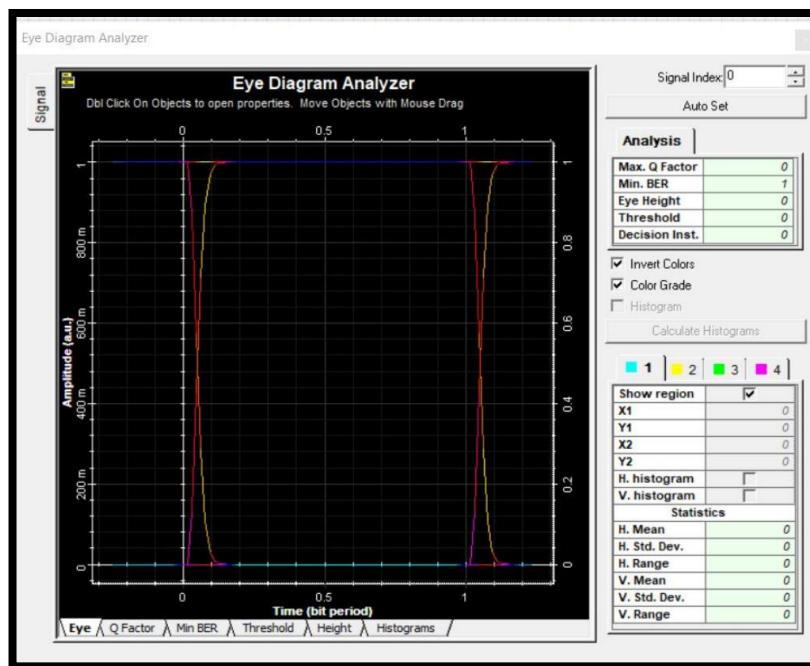 Eye Diagram Analyzer
Signal
Eye Diagram Analyzer
Dbl Click On Objects to open properties. Move Objects with Mouse Drag
0 0.5 1
1
800 m
600 m
400 m
200 m
0
Amplitude (a.u.)
1
0.8
0.6
0.4
0.2
0
0 0.5 1
Time (bit period)
Eye Q Factor Min BER Threshold Height Histograms
Signal Index: 0
Auto Set
Analysis
Max. Q Factor 0
Min. BER 1
Eye Height 0
Threshold 0
Decision Inst. 0
Invert Colors
Color Grade
Histogram
Calculate Histograms
1 2 3 4
Show region
X1 0
Y1 0
X2 0
Y2 0
H. histogram
V. histogram
Statistics
H. Mean 0
H. Std. Dev. 0
H. Range 0
V. Mean 0
V. Std. Dev. 0
V. Range 0